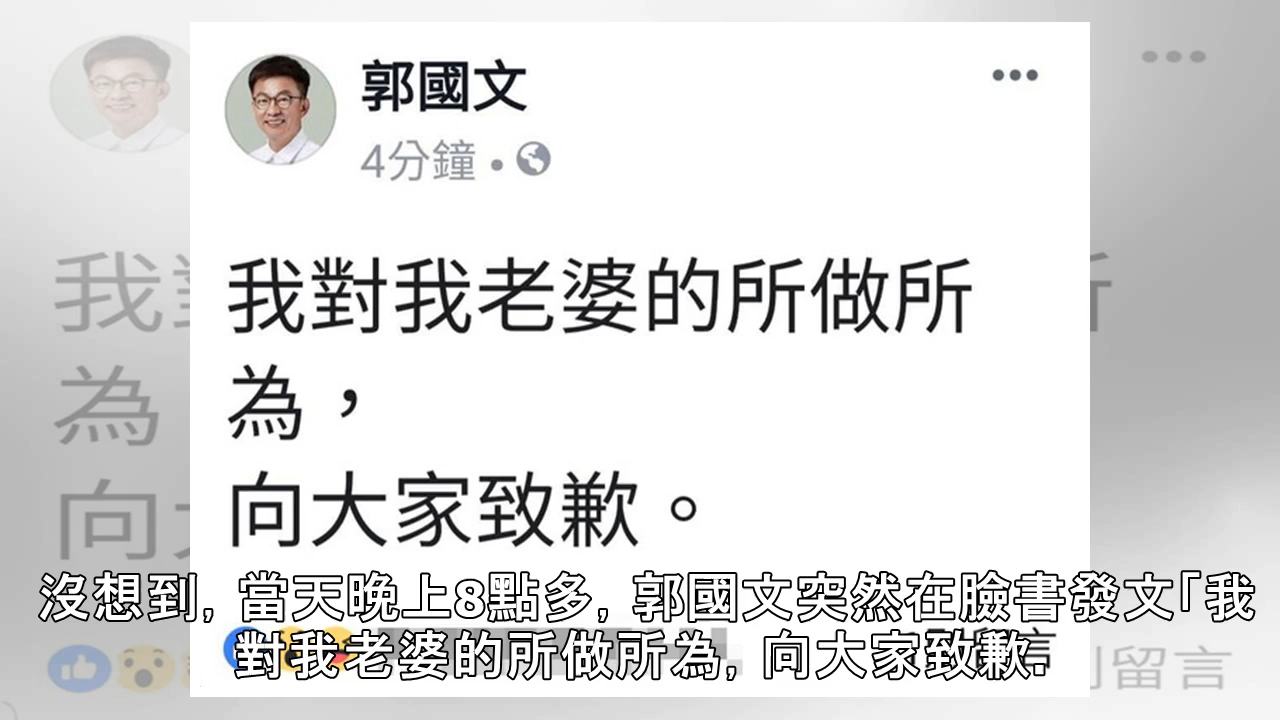 郭國文
4分鐘
我對我老婆的所做所
為，
向大家致歉。
沒想到, 當天晚上8點多, 郭國文突然在臉書發文「我
對我老婆的所做所為, 向大家致歉.
留言